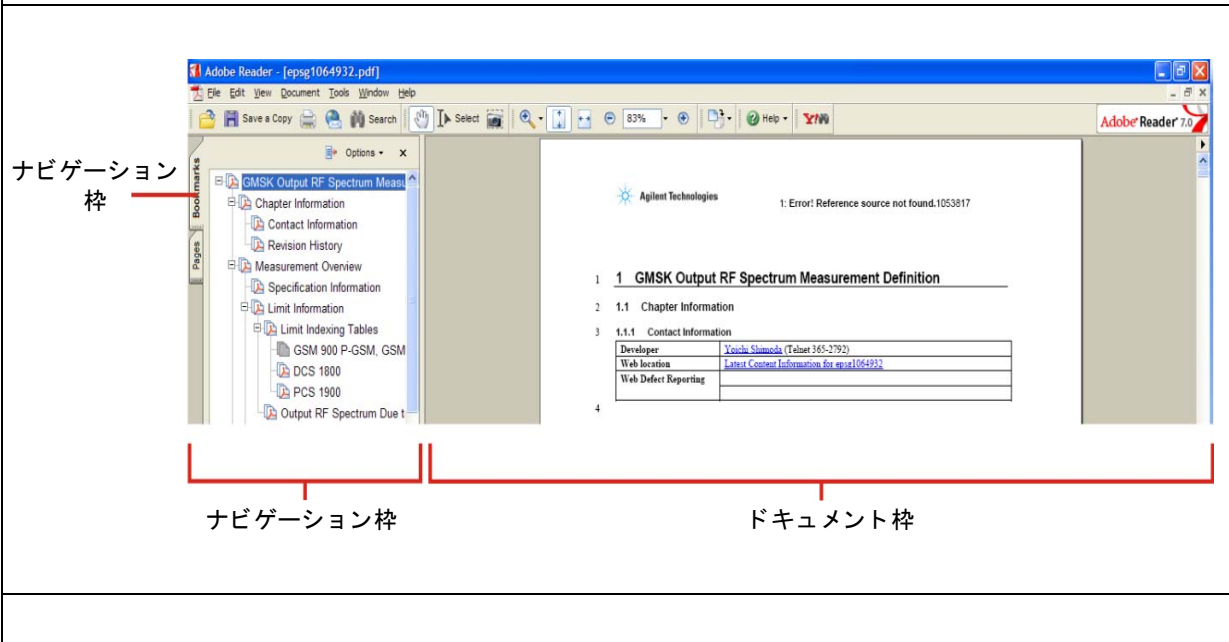 Adobe Reader - [epsg1064932.pdf]
File Edit View Document Tools Window Help
Save a Copy Search Select 83% Help Y! Adobe Reader 7.0
ナビゲーション
枠
Bookmarks
Pages
Options
GMSK Output RF Spectrum Measu
Chapter Information
Contact Information
Revision History
Measurement Overview
Specification Information
Limit Information
Limit Indexing Tables
GSM 900 P-GSM, GSM
DCS 1800
PCS 1900
Output RF Spectrum Due t
Agilent Technologies
1: Error! Reference source not found.1053817
1 1 GMSK Output RF Spectrum Measurement Definition
2 1.1 Chapter Information
3 1.1.1 Contact Information
Developer Yoichi Shimoda (Telnet 365-2792)
Web location Latest Content Information for epsg1064932
Web Defect Reporting
4
ナビゲーション枠
ドキュメント枠